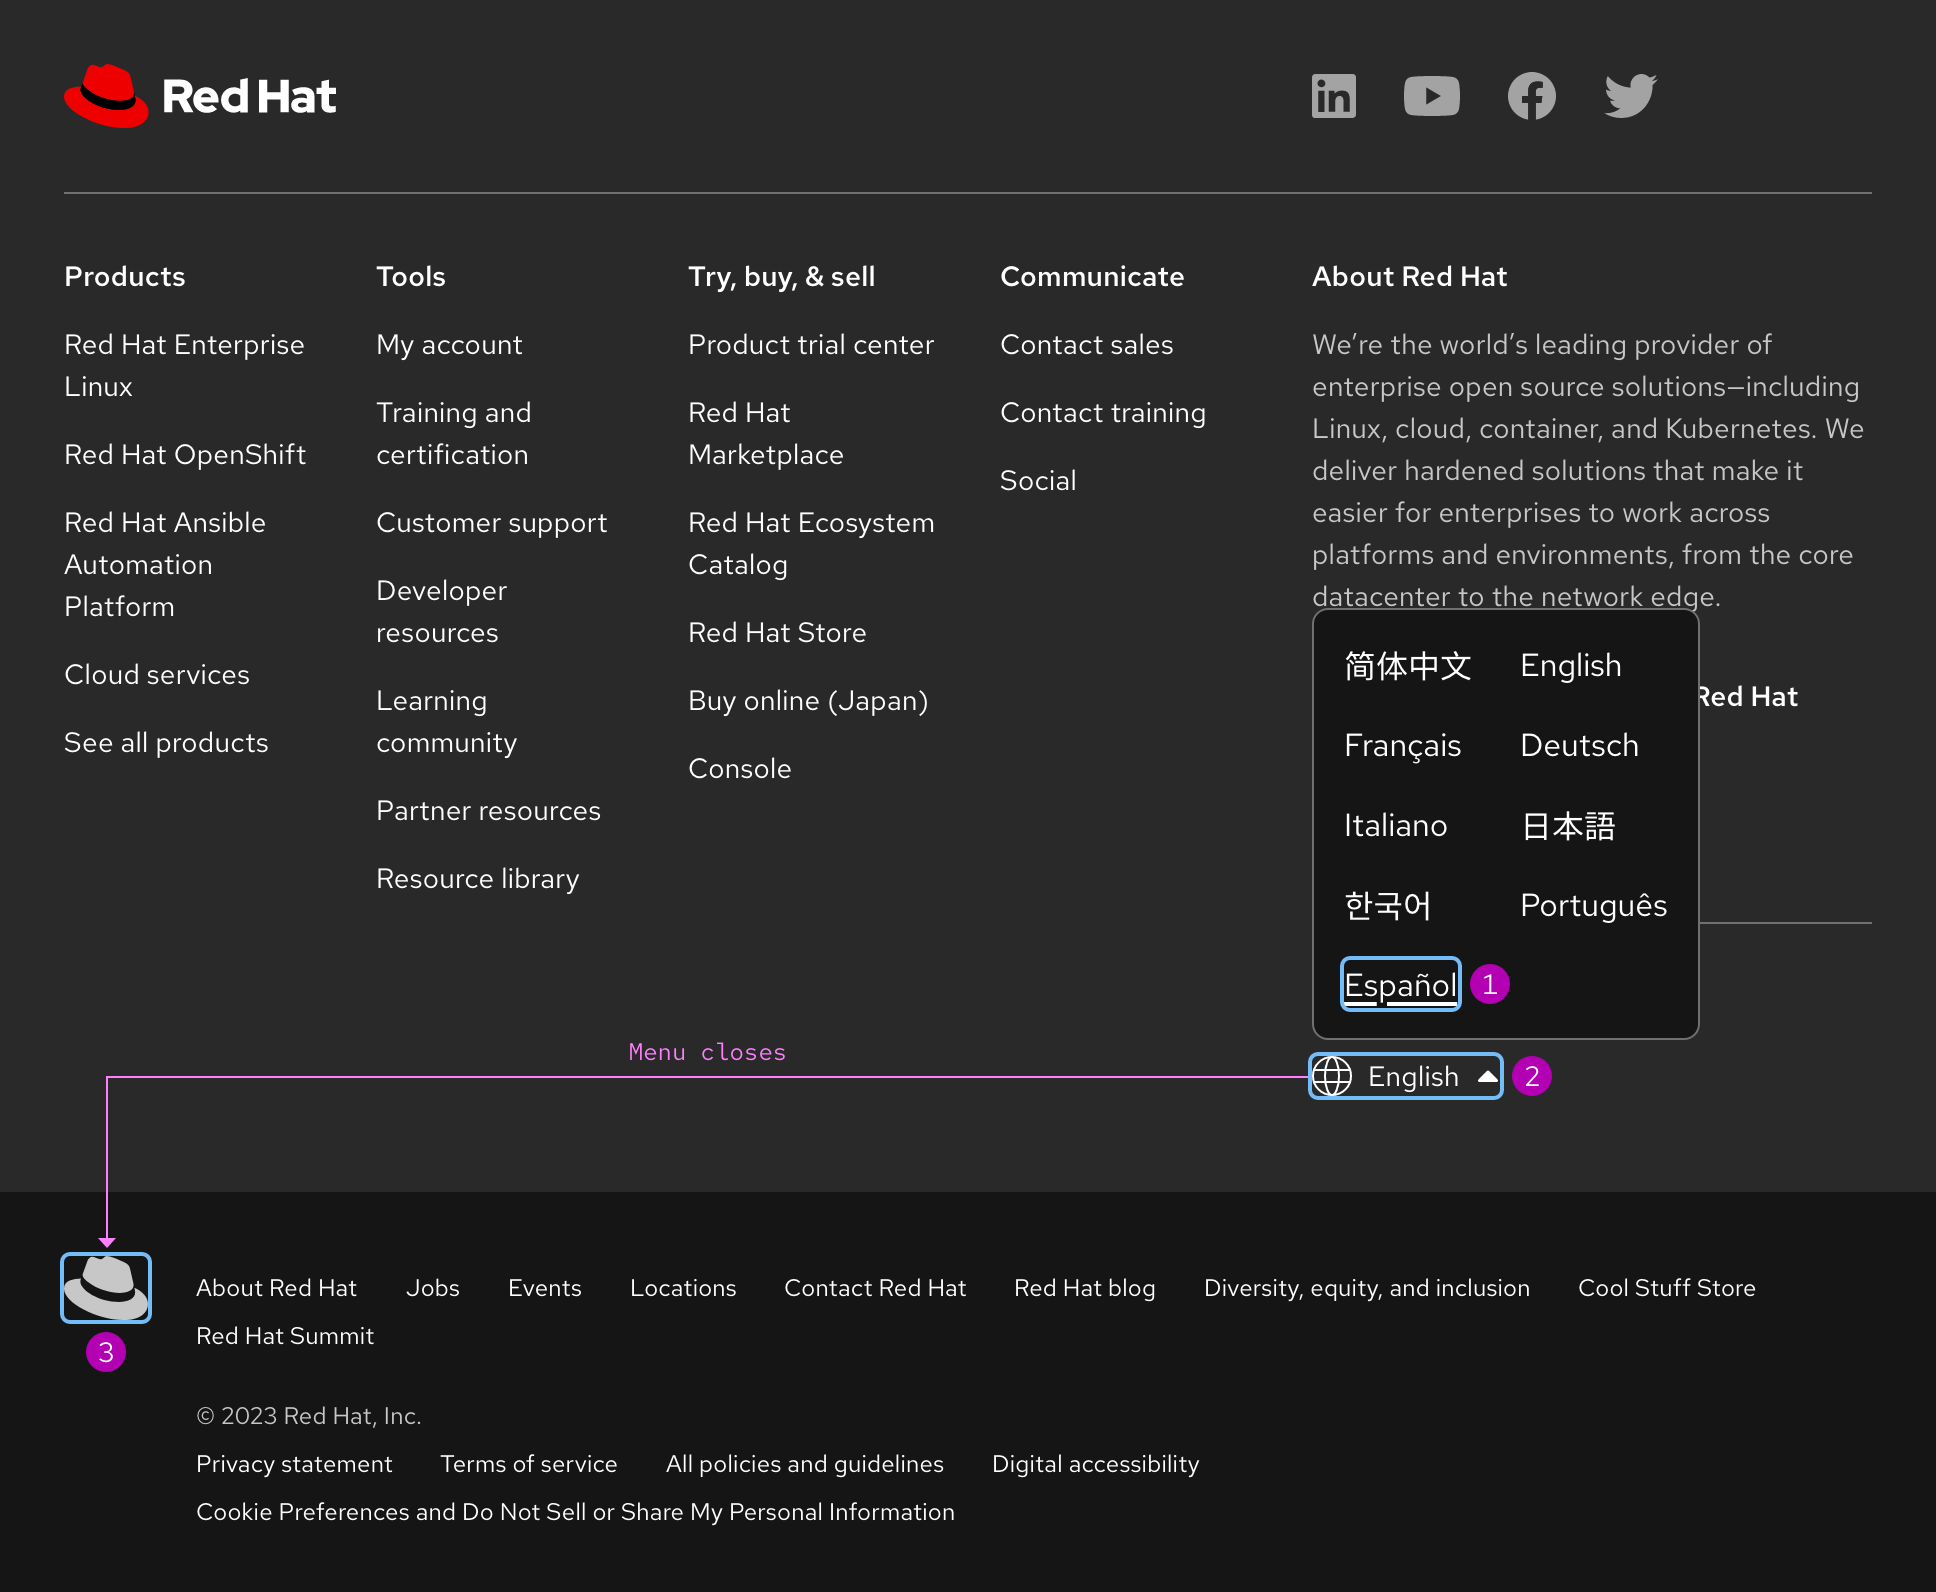 Red Hat
Products
Red Hat Enterprise
Linux
Red Hat OpenShift
Red Hat Ansible
Automation
Platform
Cloud services
See all products
Tools
My account
Training and
certification
Customer support
Developer
resources
Learning
community
Partner resources
Resource library
Try, buy, & sell
Product trial center
Red Hat
Marketplace
Red Hat Ecosystem
Catalog
Red Hat Store
Buy online (Japan)
Console
Communicate
Contact sales
Contact training
Social
About Red Hat
We’re the world’s leading provider of
enterprise open source solutions—including
Linux, cloud, container, and Kubernetes. We
deliver hardened solutions that make it
easier for enterprises to work across
platforms and environments, from the core
datacenter to the network edge.
Red Hat
简体中文 English
Français Deutsch
Italiano 日本語
한국어 Português
Español 1
English 2
Menu closes
3
About Red Hat Jobs Events Locations Contact Red Hat Red Hat blog Diversity, equity, and inclusion Cool Stuff Store
Red Hat Summit
© 2023 Red Hat, Inc.
Privacy statement Terms of service All policies and guidelines Digital accessibility
Cookie Preferences and Do Not Sell or Share My Personal Information